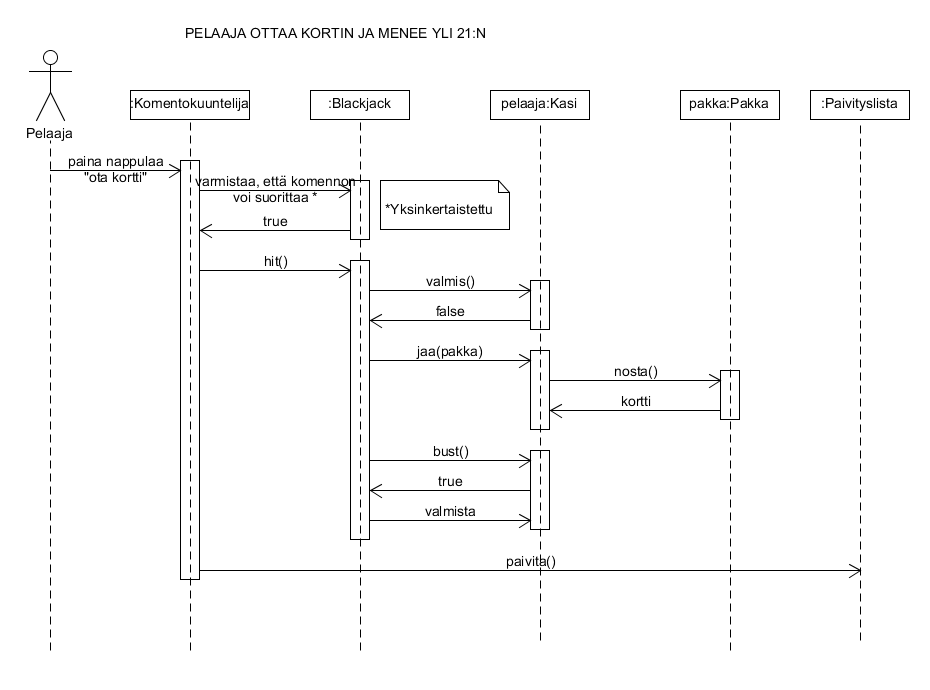 PELAAJA OTTAA KORTIN JA MENEE YLI 21:N
:Komentokuuntelija
:Blackjack
pelaaja:Kasi
pakka:Pakka
:Paivityslista
Pelaaja
paina nappulaa
"ota kortti"
varmistaa, että komennon
voi suorittaa *
*Yksinkertaistettu
true
hit()
valmis()
false
jaa(pakka)
nosta()
kortti
bust()
true
valmista
paivita()